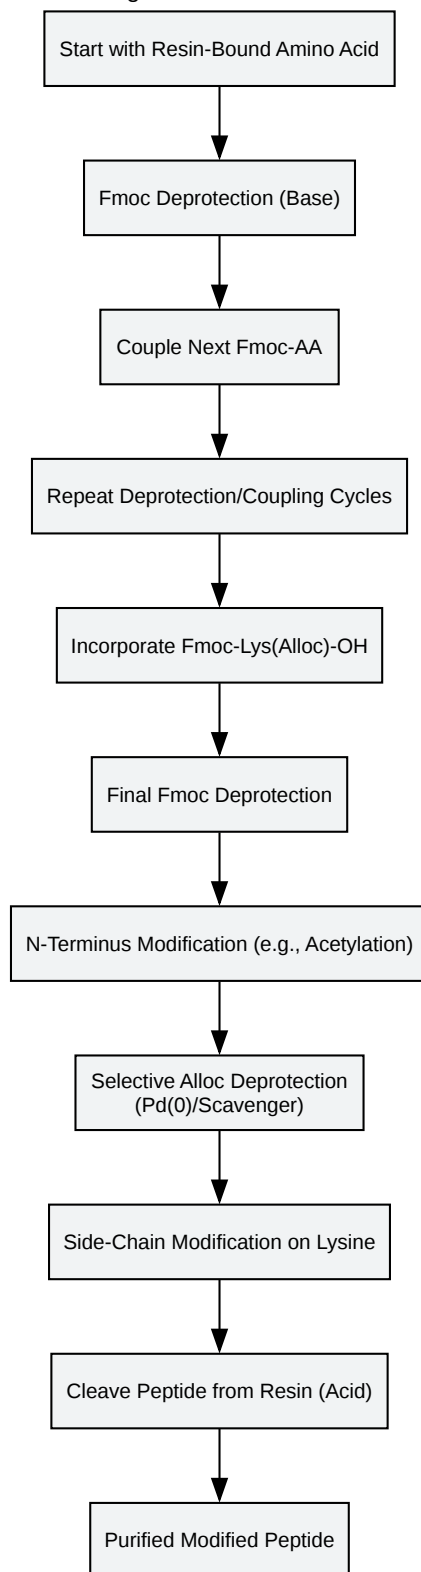 Start with Resin-Bound Amino Acid
Fmoc Deprotection (Base)
Couple Next Fmoc-AA
Repeat Deprotection/Coupling Cycles
Incorporate Fmoc-Lys(Alloc)-OH
Final Fmoc Deprotection
N-Terminus Modification (e.g., Acetylation)
Selective Alloc Deprotection
(Pd(0)/Scavenger)
Side-Chain Modification on Lysine
Cleave Peptide from Resin (Acid)
Purified Modified Peptide